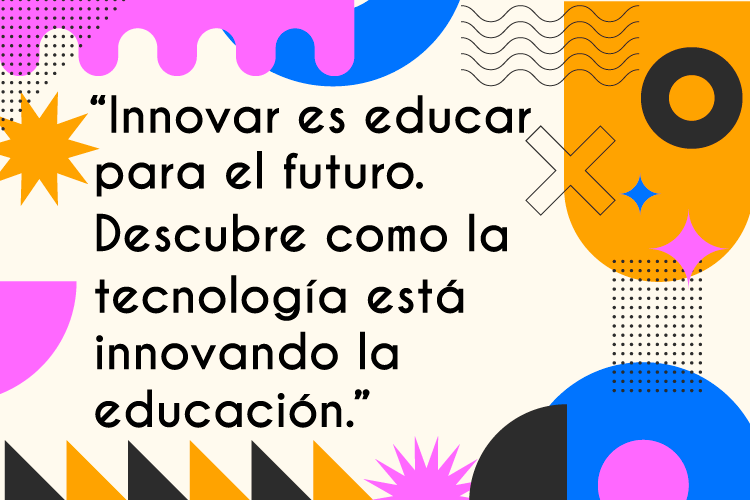 “Innovar es educar
para el futuro.
Descubre como la
tecnología está
innovando la
educación.”